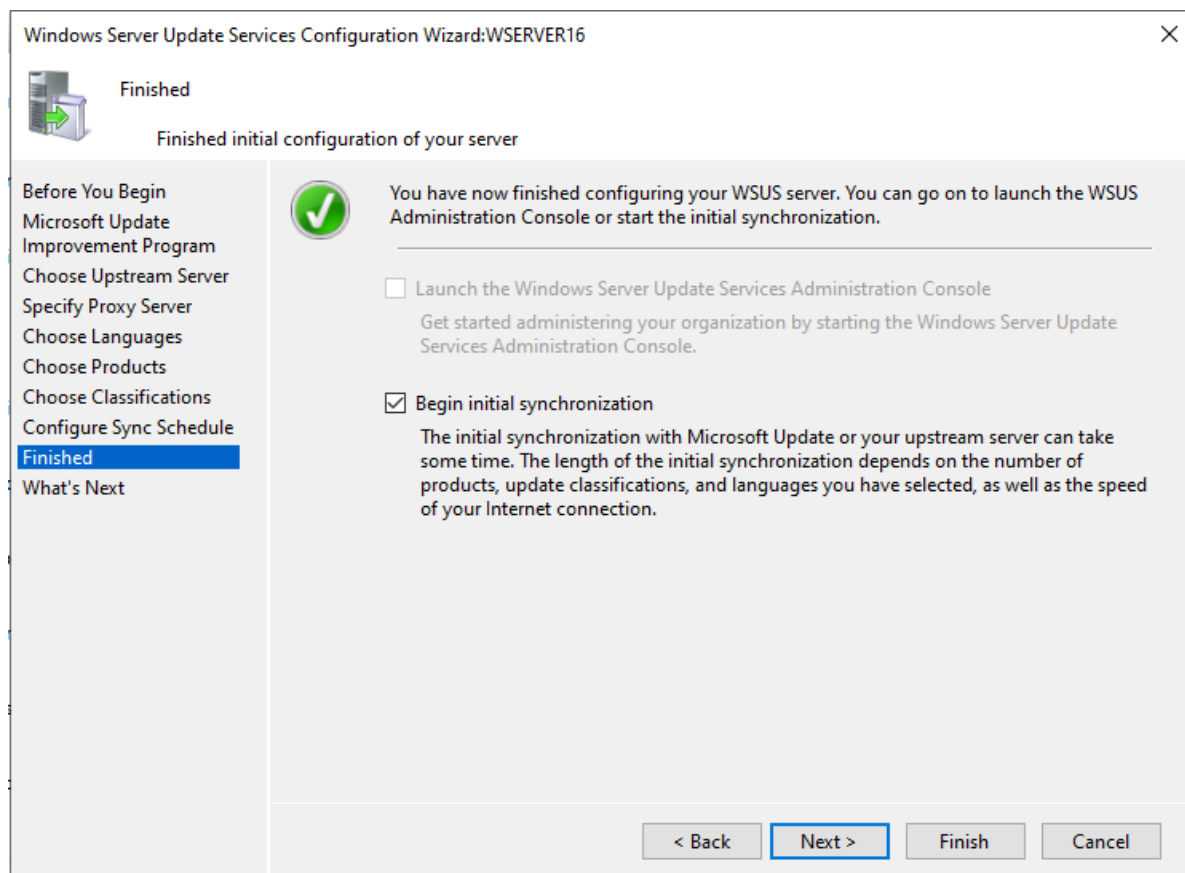 Windows Server Update Services Configuration Wizard:WSERVER16
Finished
Finished initial configuration of your server
Before You Begin
Microsoft Update
Improvement Program
Choose Upstream Server
Specify Proxy Server
Choose Languages
Choose Products
Choose Classifications
Configure Sync Schedule
Finished
What's Next
You have now finished configuring your WSUS server. You can go on to launch the WSUS
Administration Console or start the initial synchronization.
Launch the Windows Server Update Services Administration Console
Get started administering your organization by starting the Windows Server Update
Services Administration Console.
Begin initial synchronization
The initial synchronization with Microsoft Update or your upstream server can take
some time. The length of the initial synchronization depends on the number of
products, update classifications, and languages you have selected, as well as the speed
of your Internet connection.
< Back
Next >
Finish
Cancel